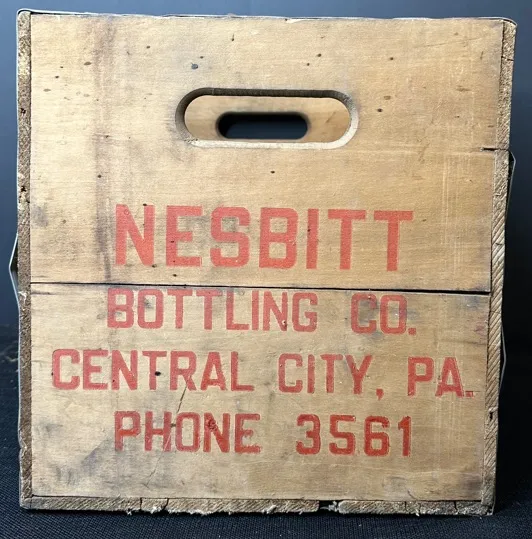 NESBITT
BOTTLING CO.
CENTRAL CITY, PA.
PHONE 3561